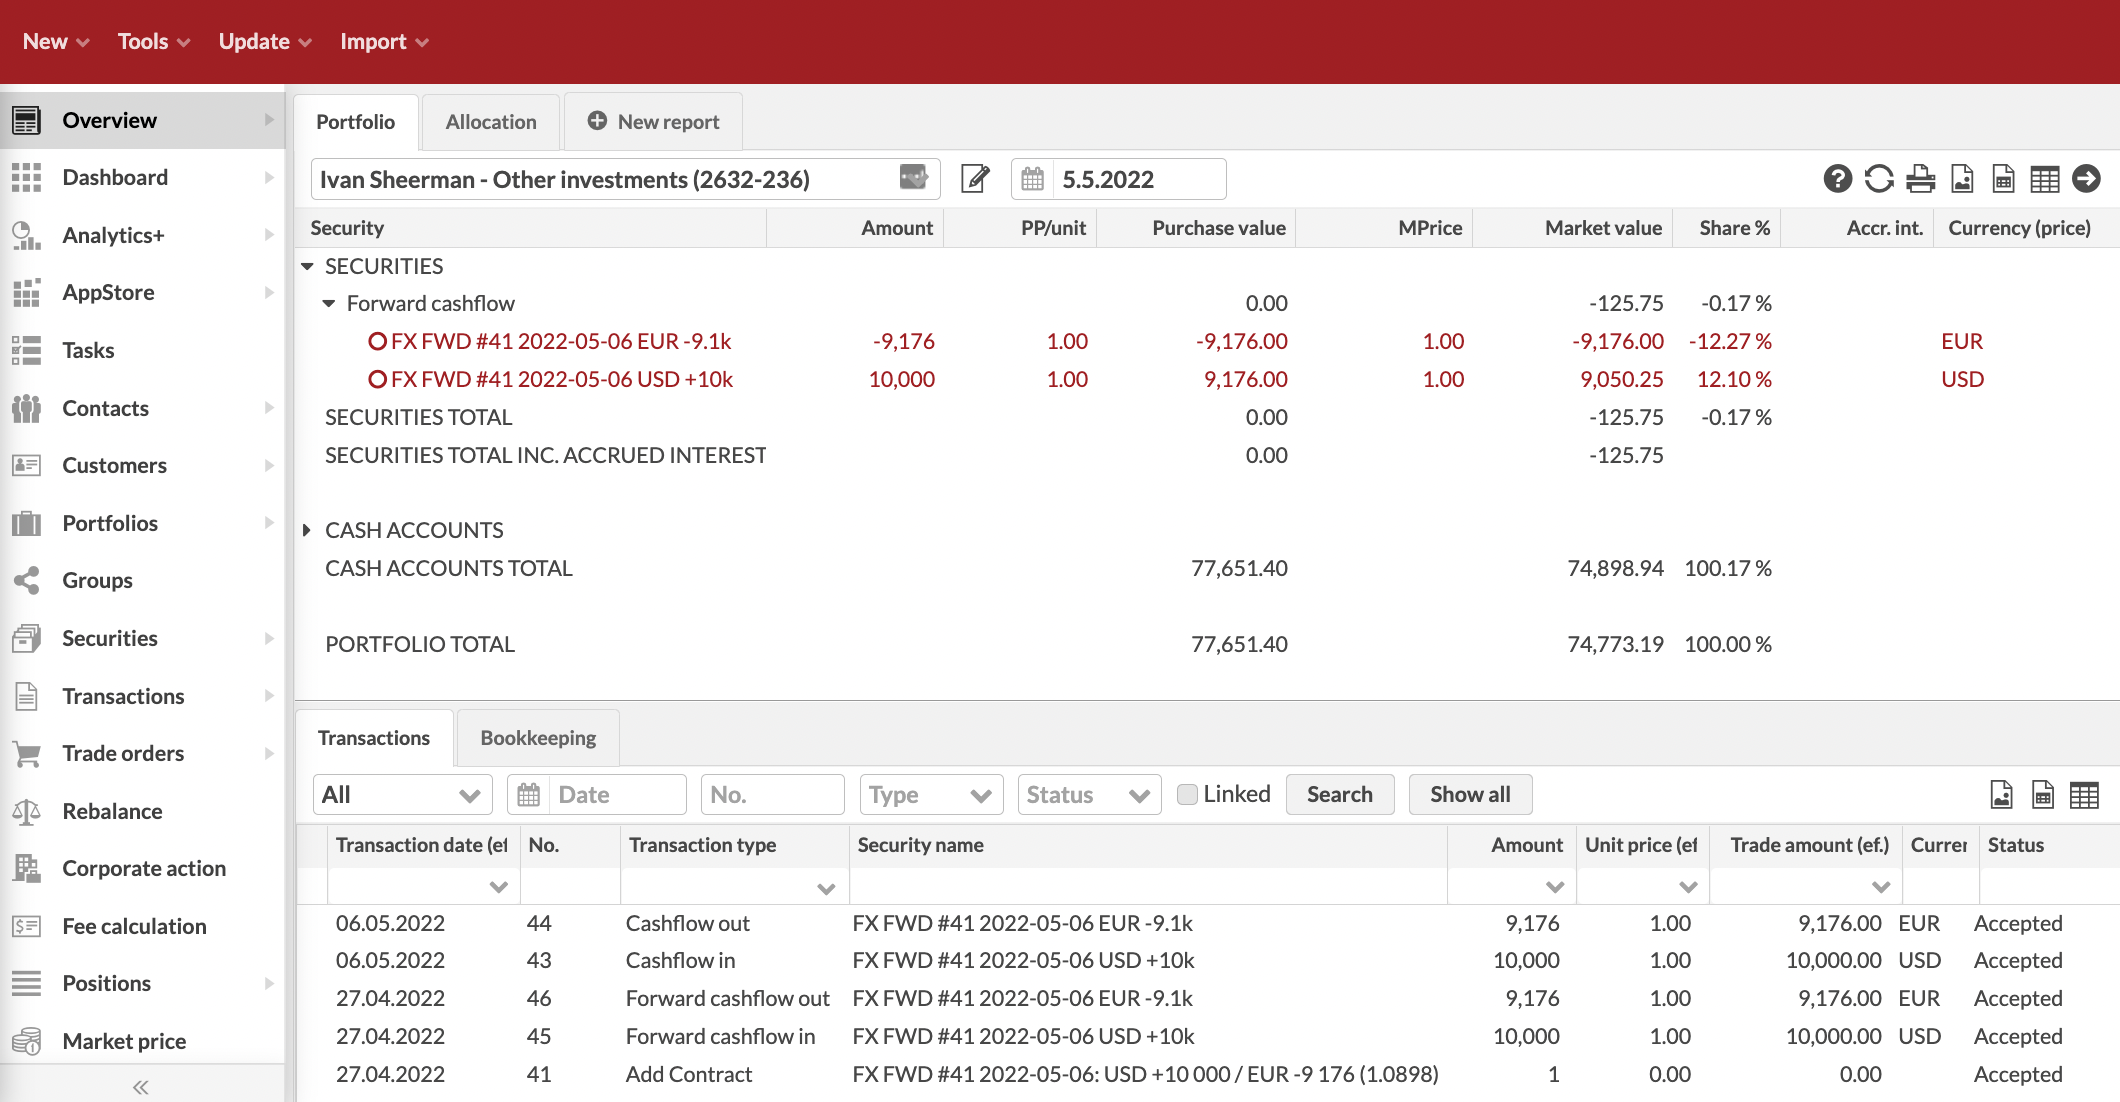 New Tools Update Import
Overview
Dashboard
Analytics+
AppStore
Tasks
Contacts
Customers
Portfolios
Groups
Securities
Transactions
Trade orders
Rebalance
Corporate action
Fee calculation
Positions
Market price
Portfolio Allocation New report
Ivan Sheerman - Other investments (2632-236) 5.5.2022
Security Amount PP/unit Purchase value MPrice Market value Share % Accr. int. Currency (price)
SECURITIES
Forward cashflow 0.00 -125.75 -0.17 %
FX FWD #41 2022-05-06 EUR -9.1k -9,176 1.00 -9,176.00 1.00 -9,176.00 -12.27 % EUR
FX FWD #41 2022-05-06 USD +10k 10,000 1.00 9,176.00 1.00 9,050.25 12.10 % USD
SECURITIES TOTAL 0.00 -125.75 -0.17 %
SECURITIES TOTAL INC. ACCRUED INTEREST 0.00 -125.75
CASH ACCOUNTS
CASH ACCOUNTS TOTAL 77,651.40 74,898.94 100.17 %
PORTFOLIO TOTAL 77,651.40 74,773.19 100.00 %
Transactions Bookkeeping
All Date No. Type Status Linked Search Show all
Transaction date (ef No. Transaction type Security name Amount Unit price (ef Trade amount (ef.) Currer Status
06.05.2022 44 Cashflow out FX FWD #41 2022-05-06 EUR -9.1k 9,176 1.00 9,176.00 EUR Accepted
06.05.2022 43 Cashflow in FX FWD #41 2022-05-06 USD +10k 10,000 1.00 10,000.00 USD Accepted
27.04.2022 46 Forward cashflow out FX FWD #41 2022-05-06 EUR -9.1k 9,176 1.00 9,176.00 EUR Accepted
27.04.2022 45 Forward cashflow in FX FWD #41 2022-05-06 USD +10k 10,000 1.00 10,000.00 USD Accepted
27.04.2022 41 Add Contract FX FWD #41 2022-05-06: USD +10 000 / EUR -9 176 (1.0898) 1 0.00 0.00 Accepted